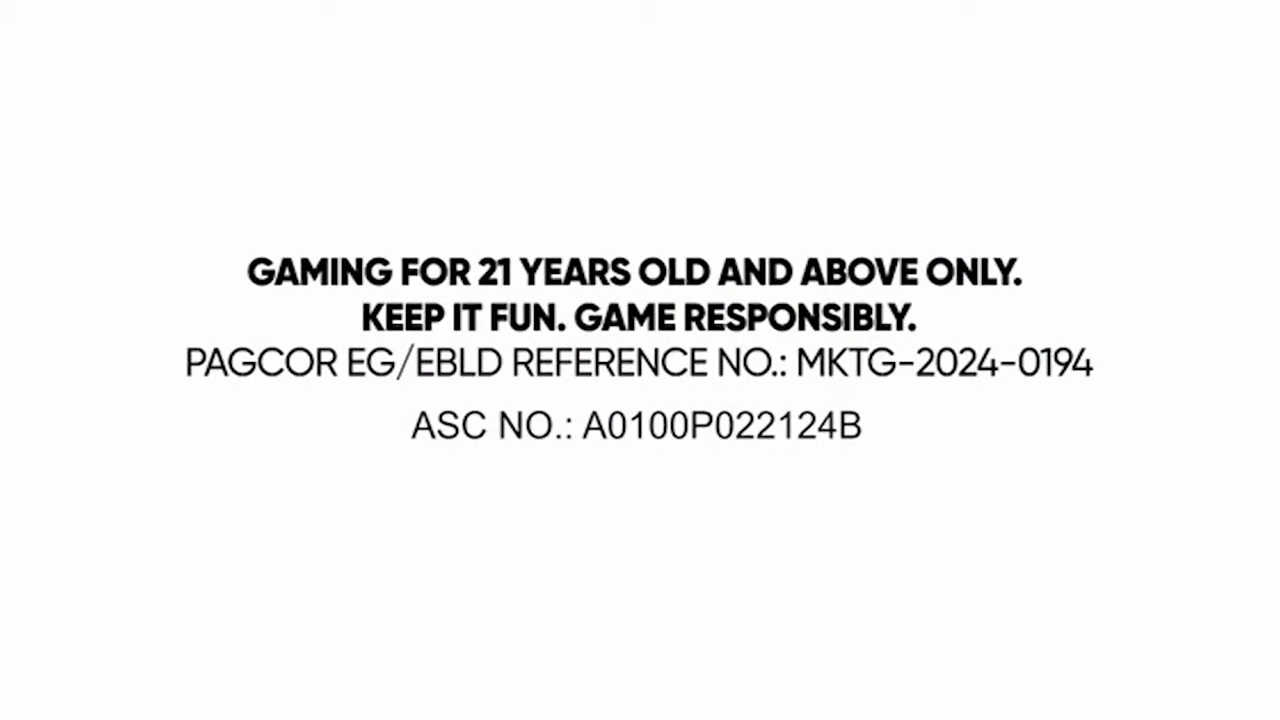 GAMING FOR 21 YEARS OLD AND ABOVE ONLY.
KEEP IT FUN. GAME RESPONSIBLY.
PAGCOR EG/EBLD REFERENCE NO.: MKTG-2024-0194
ASC NO.: A0100P022124B